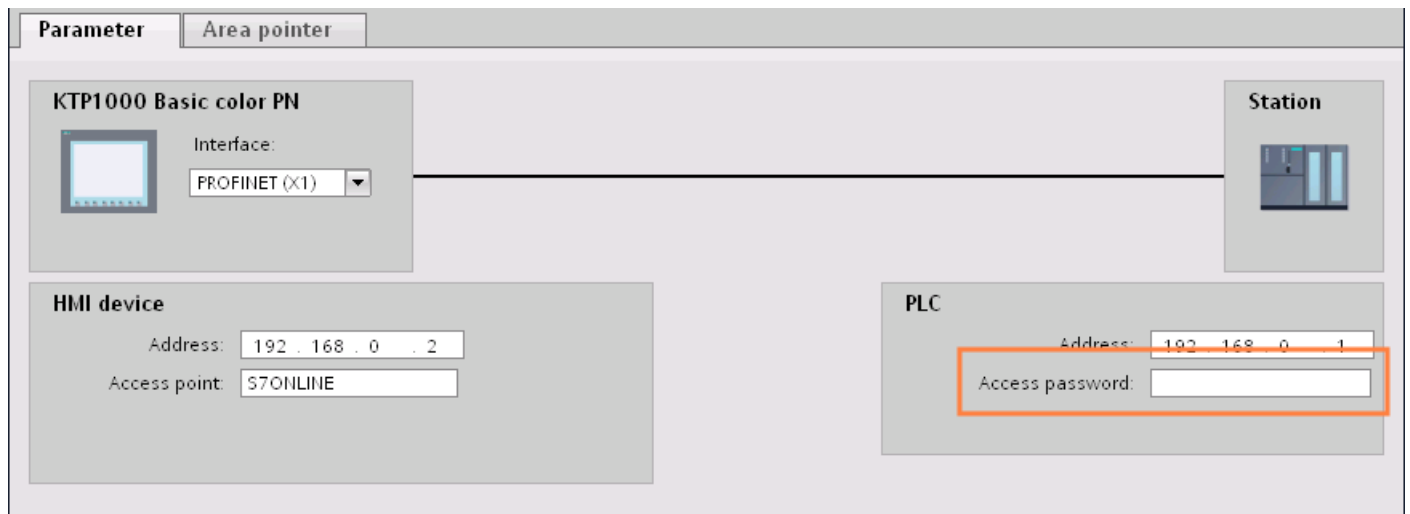 Parameter Area pointer
KTP1000 Basic color PN
Interface:
PROFINET (X1)
Station
HMI device
Address: 192 . 168 . 0 . 2
Access point: S7ONLINE
PLC
Address: 192 . 168 . 0 . 1
Access password: